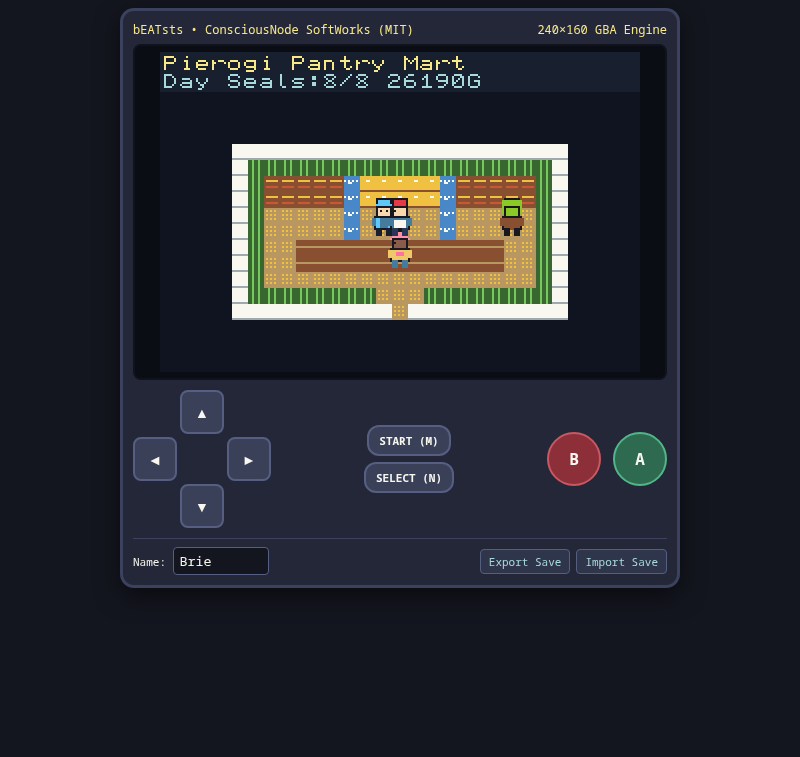 bEATsts • ConsciousNode SoftWorks (MIT)
240×160 GBA Engine
Pierogi Pantry Mart
Day Seals:8/8 26190G
▲
◀
▶
▼
START (M)
SELECT (N)
B
A
Name:
Brie
Export Save
Import Save